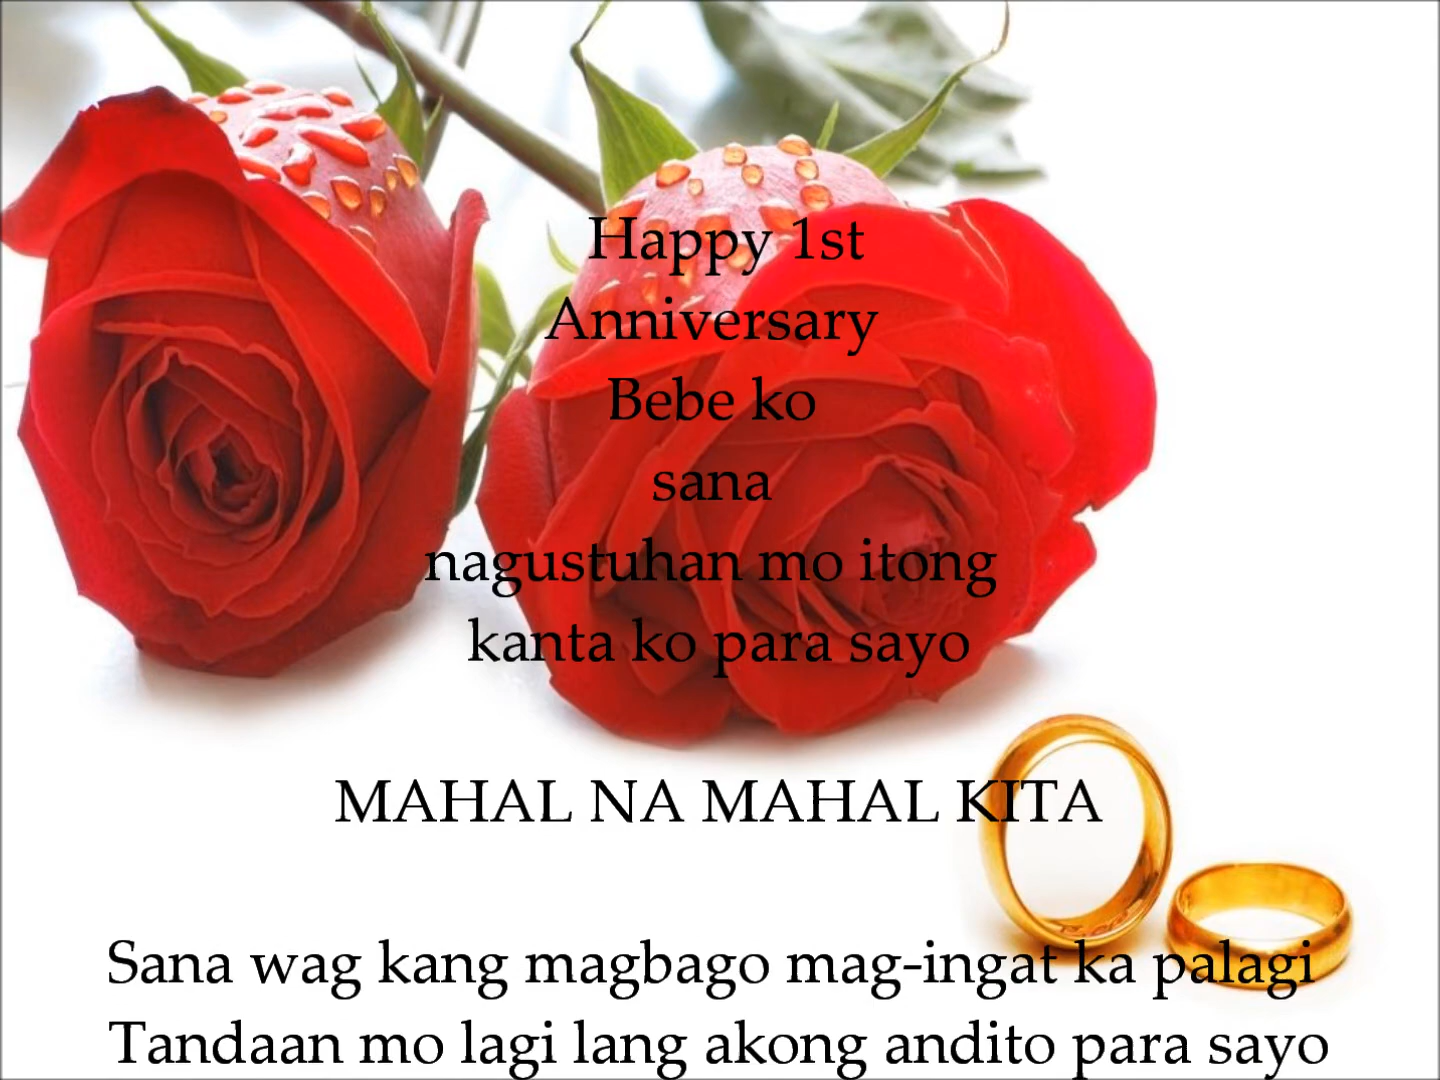 Happy 1st
Anniversary
Bebe ko
sana
nagustuhan mo itong
kanta ko para sayo
MAHAL NA MAHAL KITA
Sana wag kang magbago mag-ingat ka palagi
Tandaan mo lagi lang akong andito para sayo